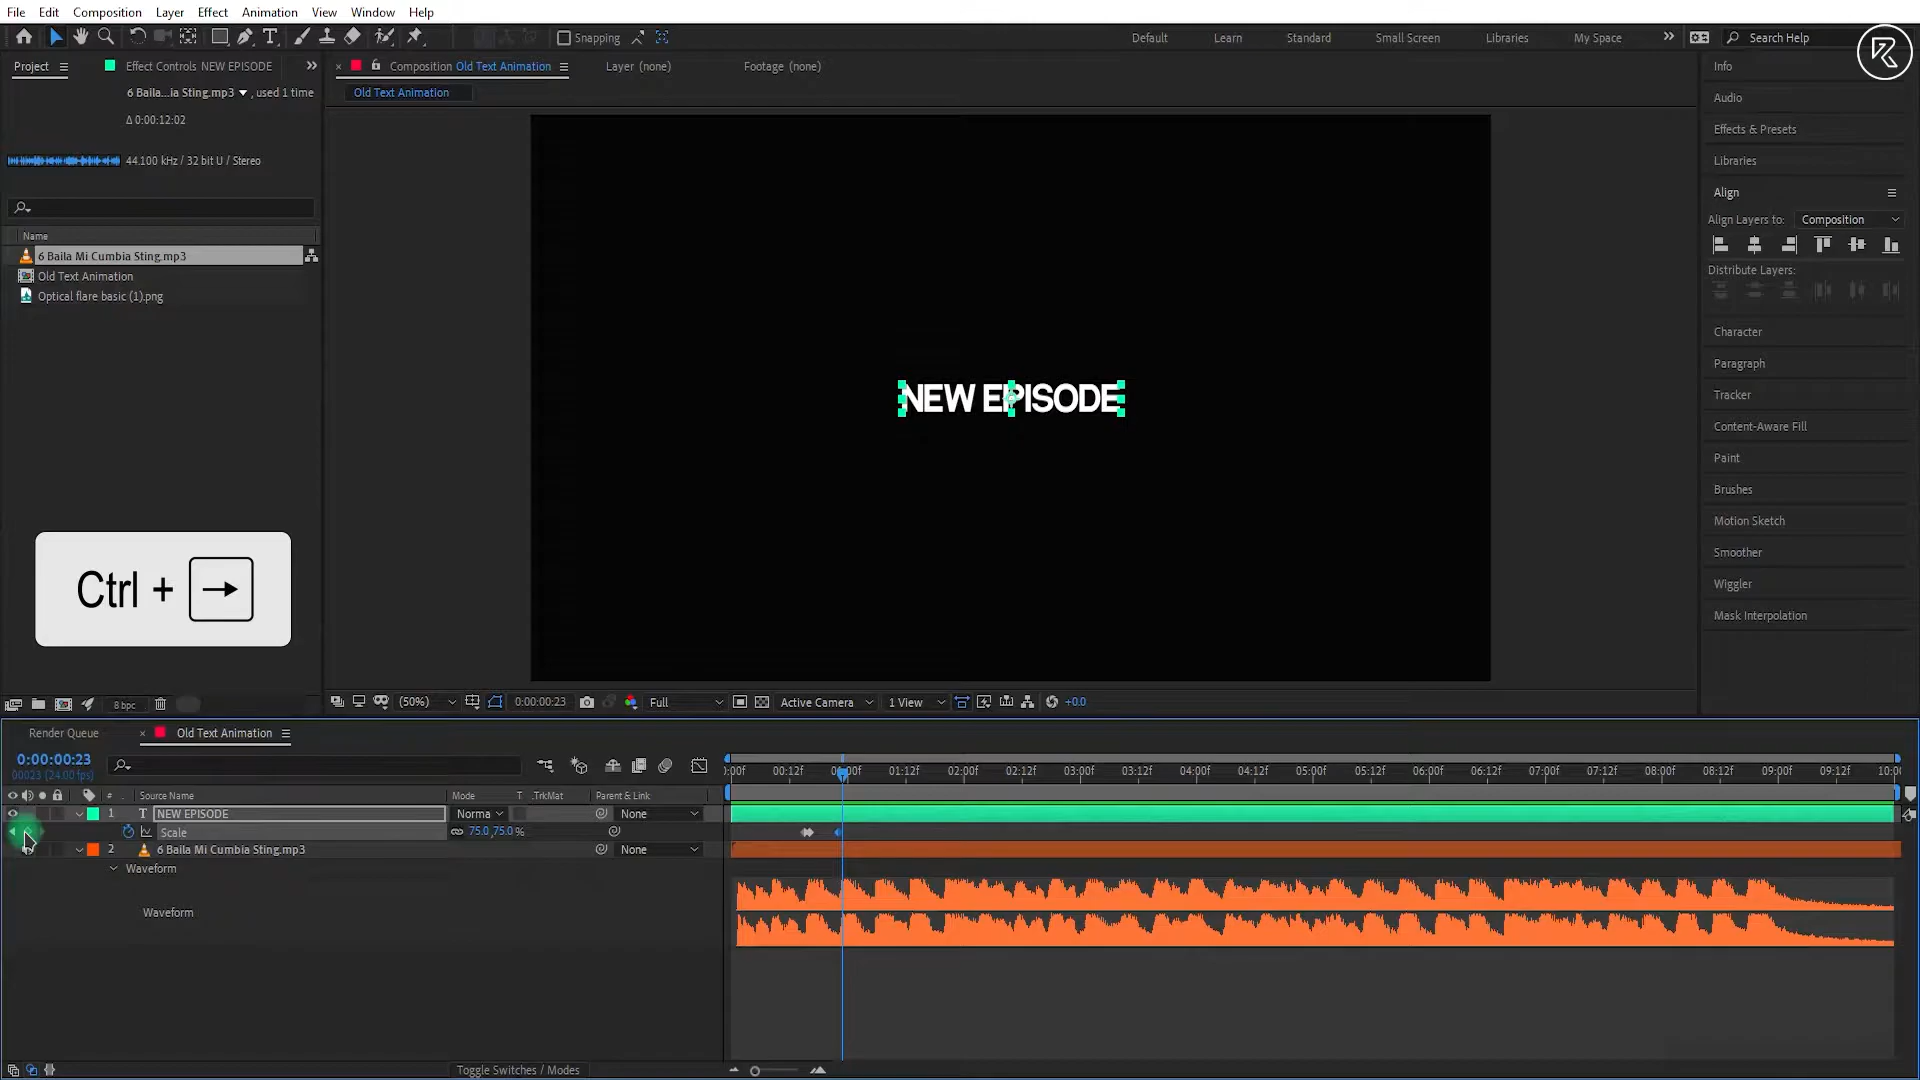 File Edit Composition Layer Effect Animation View Window Help
Snapping Default Learn Standard Small Screen Libraries My Space Search Help
Project Effect Controls NEW EPISODE Composition Old Text Animation Layer (none) Footage (none)
6 Baila...ia Sting.mp3 , used 1 time
Δ 0:00:12:02
44.100 kHz / 32 bit U / Stereo
Name
6 Baila Mi Cumbia Sting.mp3
Old Text Animation
Optical flare basic (1).png
Old Text Animation
NEW EPISODE
Info
Audio
Effects & Presets
Libraries
Align
Align Layers to: Composition
Distribute Layers:
Character
Paragraph
Tracker
Content-Aware Fill
Paint
Brushes
Motion Sketch
Smoother
Wiggler
Mask Interpolation
Ctrl + →
8 bpc
(50%) 0:00:00:23 Full Active Camera 1 View +0.0
Render Queue Old Text Animation
0:00:00:23
00023 (24.00 fps)
:00f 00:12f 00f 01:12f 02:00f 02:12f 03:00f 03:12f 04:00f 04:12f 05:00f 05:12f 06:00f 06:12f 07:00f 07:12f 08:00f 08:12f 09:00f 09:12f 10:0
# Source Name Mode T .TrkMat Parent & Link
1 T NEW EPISODE Norma None
Scale 75.0,75.0 %
2 6 Baila Mi Cumbia Sting.mp3 None
Waveform
Waveform
Toggle Switches / Modes